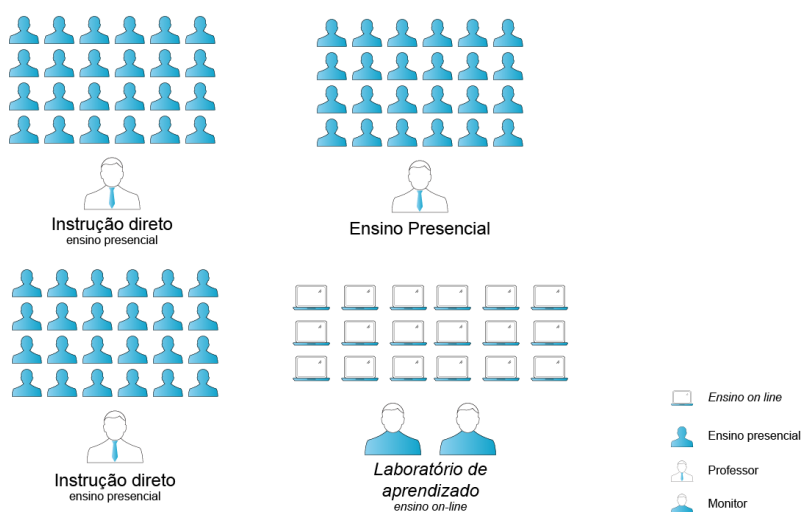 Instrução direto
ensino presencial
Ensino Presencial
Instrução direto
ensino presencial
Laboratório de
aprendizado
ensino on-line
Ensino on line
Ensino presencial
Professor
Monitor